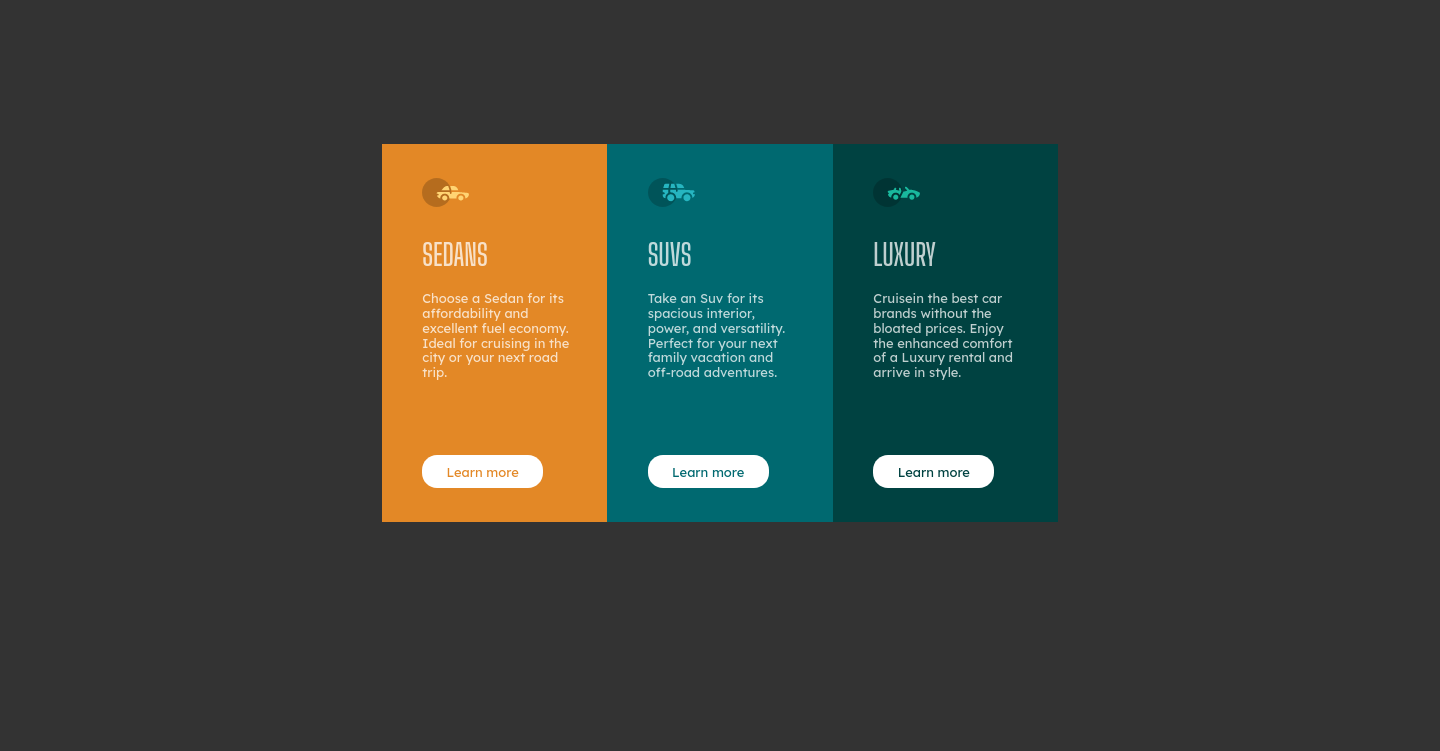 SEDANS
Choose a Sedan for its
affordability and
excellent fuel economy.
Ideal for cruising in the
city or your next road
trip.
Learn more
SUVS
Take an Suv for its
spacious interior,
power, and versatility.
Perfect for your next
family vacation and
off-road adventures.
Learn more
LUXURY
Cruisein the best car
brands without the
bloated prices. Enjoy
the enhanced comfort
of a Luxury rental and
arrive in style.
Learn more